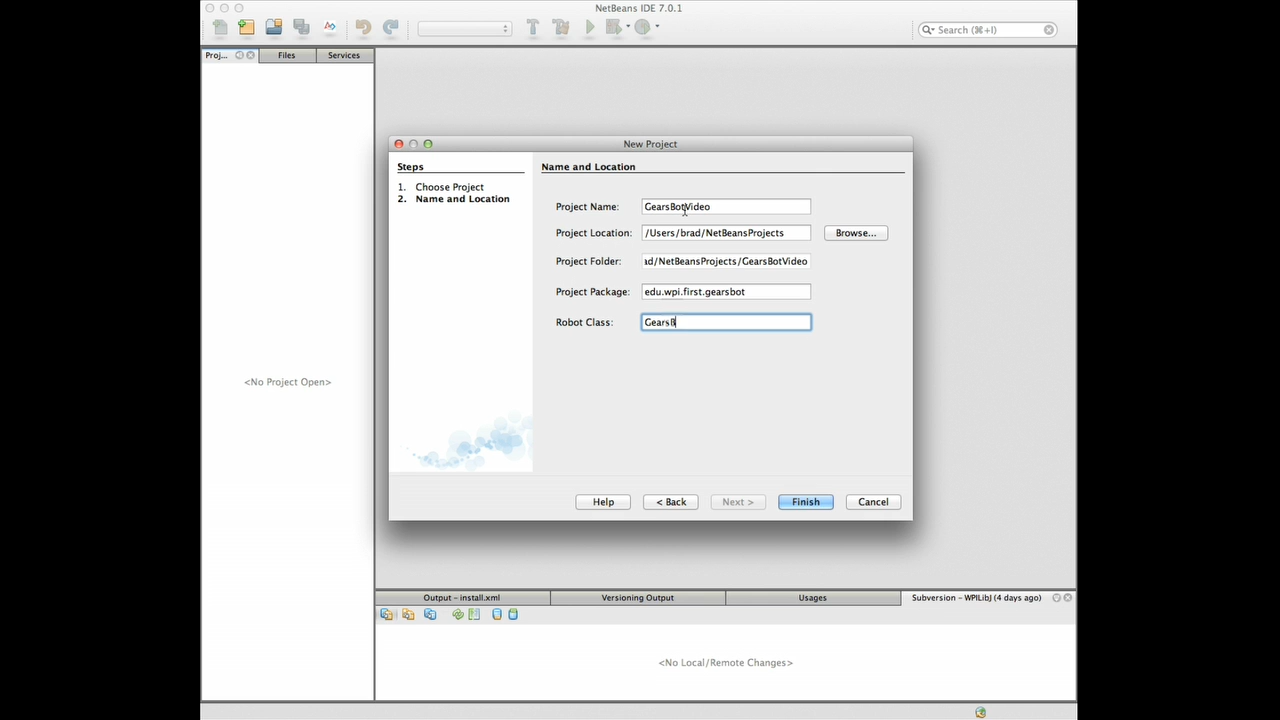 NetBeans IDE 7.0.1
Search (⌘+I)
Proj... Files Services
New Project
Steps
1. Choose Project
2. Name and Location
Name and Location
Project Name: GearsBotVideo
Project Location: /Users/brad/NetBeansProjects Browse...
Project Folder: ad/NetBeansProjects/GearsBotVideo
Project Package: edu.wpi.first.gearsbot
Robot Class: GearsB
<No Project Open>
Help < Back Next > Finish Cancel
Output – install.xml Versioning Output Usages Subversion – WPILibJ (4 days ago)
<No Local/Remote Changes>